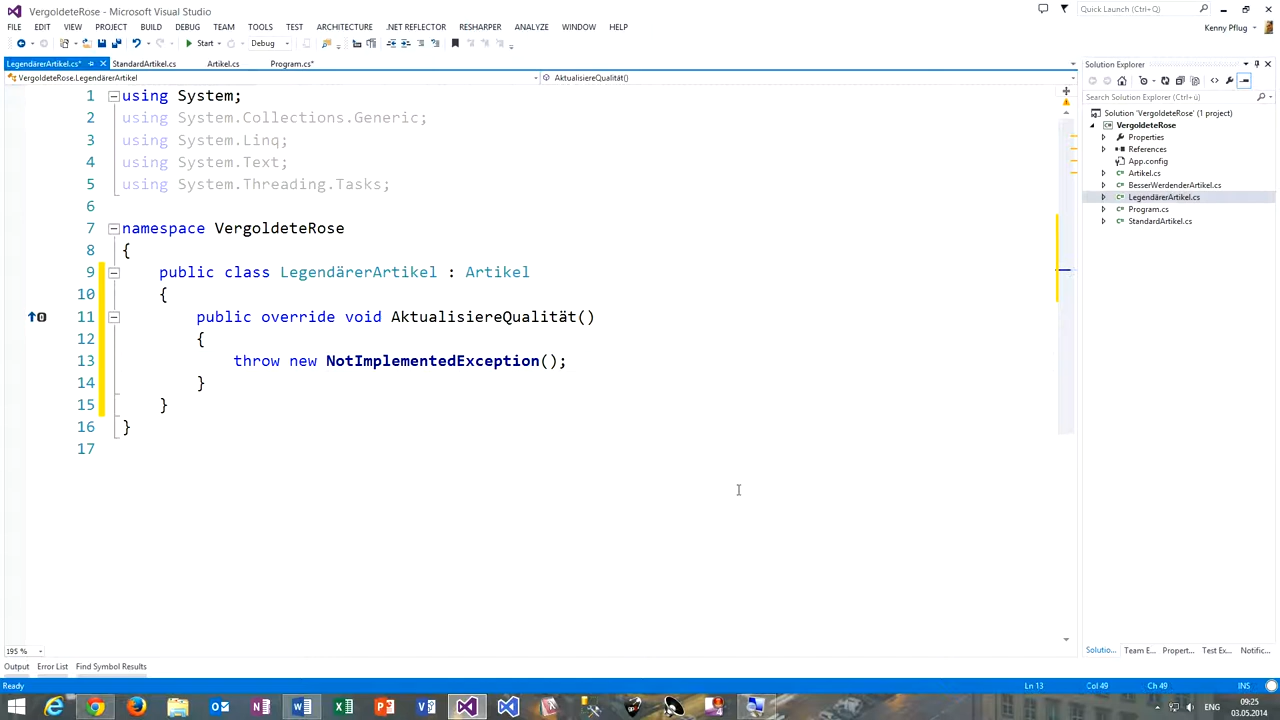 VergoldeteRose - Microsoft Visual Studio
Quick Launch (Ctrl+Q)
FILE EDIT VIEW PROJECT BUILD DEBUG TEAM TOOLS TEST ARCHITECTURE .NET REFLECTOR RESHARPER ANALYZE WINDOW HELP
Kenny Pflug
Start Debug
LegendärerArtikel.cs* StandardArtikel.cs Artikel.cs Program.cs*
Solution Explorer
VergoldeteRose.LegendärerArtikel
AktualisiereQualität()
Search Solution Explorer (Ctrl+ü)
Solution 'VergoldeteRose' (1 project)
VergoldeteRose
Properties
References
App.config
Artikel.cs
BesserWerdenderArtikel.cs
LegendärerArtikel.cs
Program.cs
StandardArtikel.cs
1 using System;
2 using System.Collections.Generic;
3 using System.Linq;
4 using System.Text;
5 using System.Threading.Tasks;
6
7 namespace VergoldeteRose
8 {
9 public class LegendärerArtikel : Artikel
10 {
11 public override void AktualisiereQualität()
12 {
13 throw new NotImplementedException();
14 }
15 }
16 }
17
195 %
Solutio... Team E... Propert... Test Ex... Notific...
Output Error List Find Symbol Results
Ready
Ln 13 Col 49 Ch 49 INS
ENG
09:25
03.05.2014